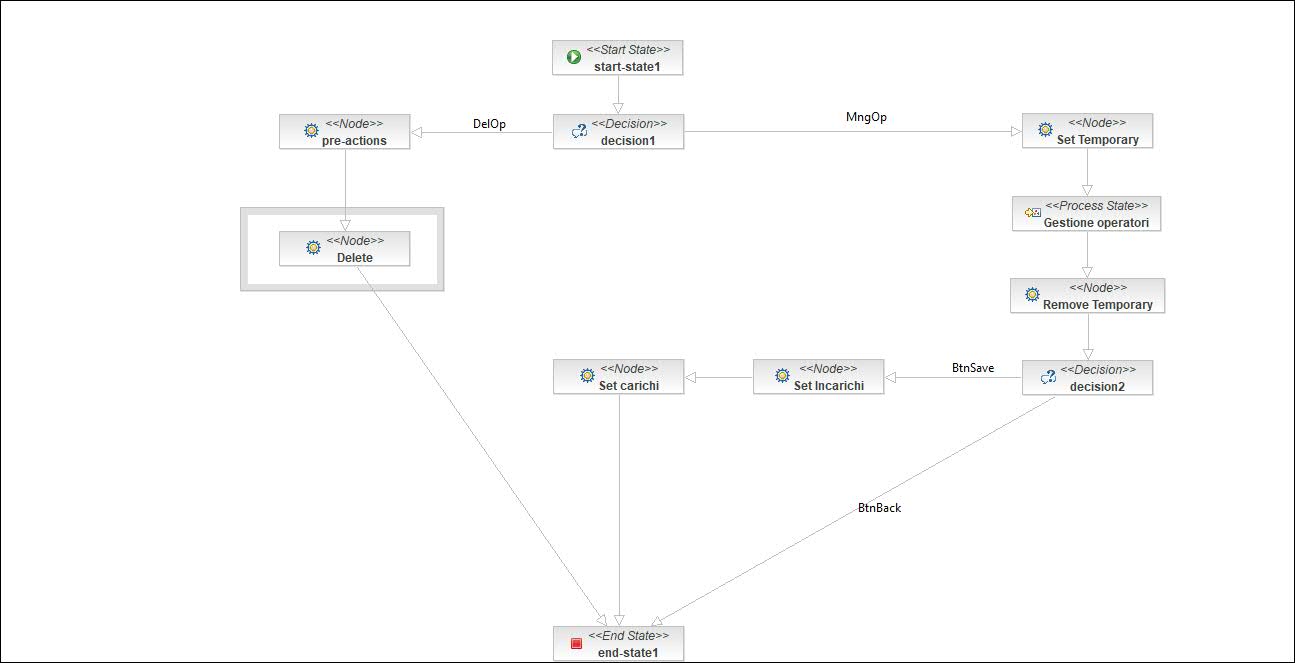 <<Start State>>
start-state1
<<Node>>
pre-actions
DelOp
<<Decision>>
decision1
MngOp
<<Node>>
Set Temporary
<<Process State>>
Gestione operatori
<<Node>>
Delete
<<Node>>
Remove Temporary
<<Node>>
Set carichi
<<Node>>
Set Incarichi
BtnSave
<<Decision>>
decision2
BtnBack
<<End State>>
end-state1